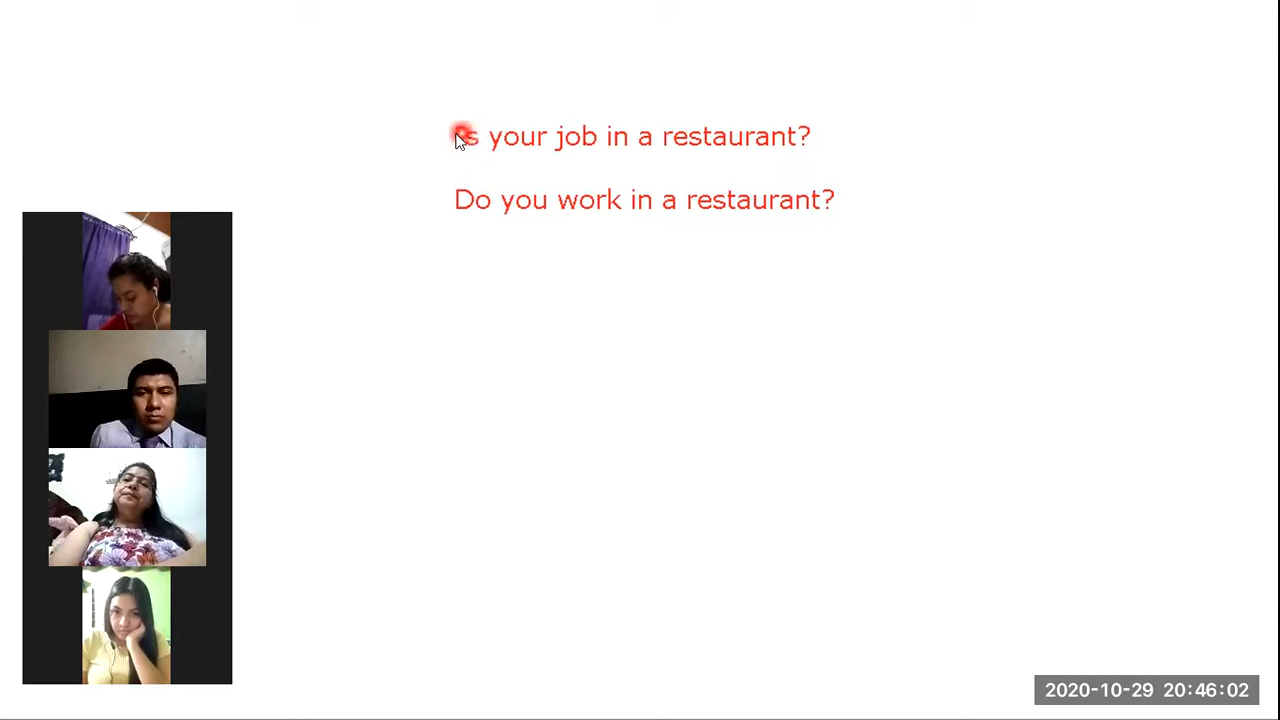 Is your job in a restaurant?
Do you work in a restaurant?
2020-10-29 20:46:02